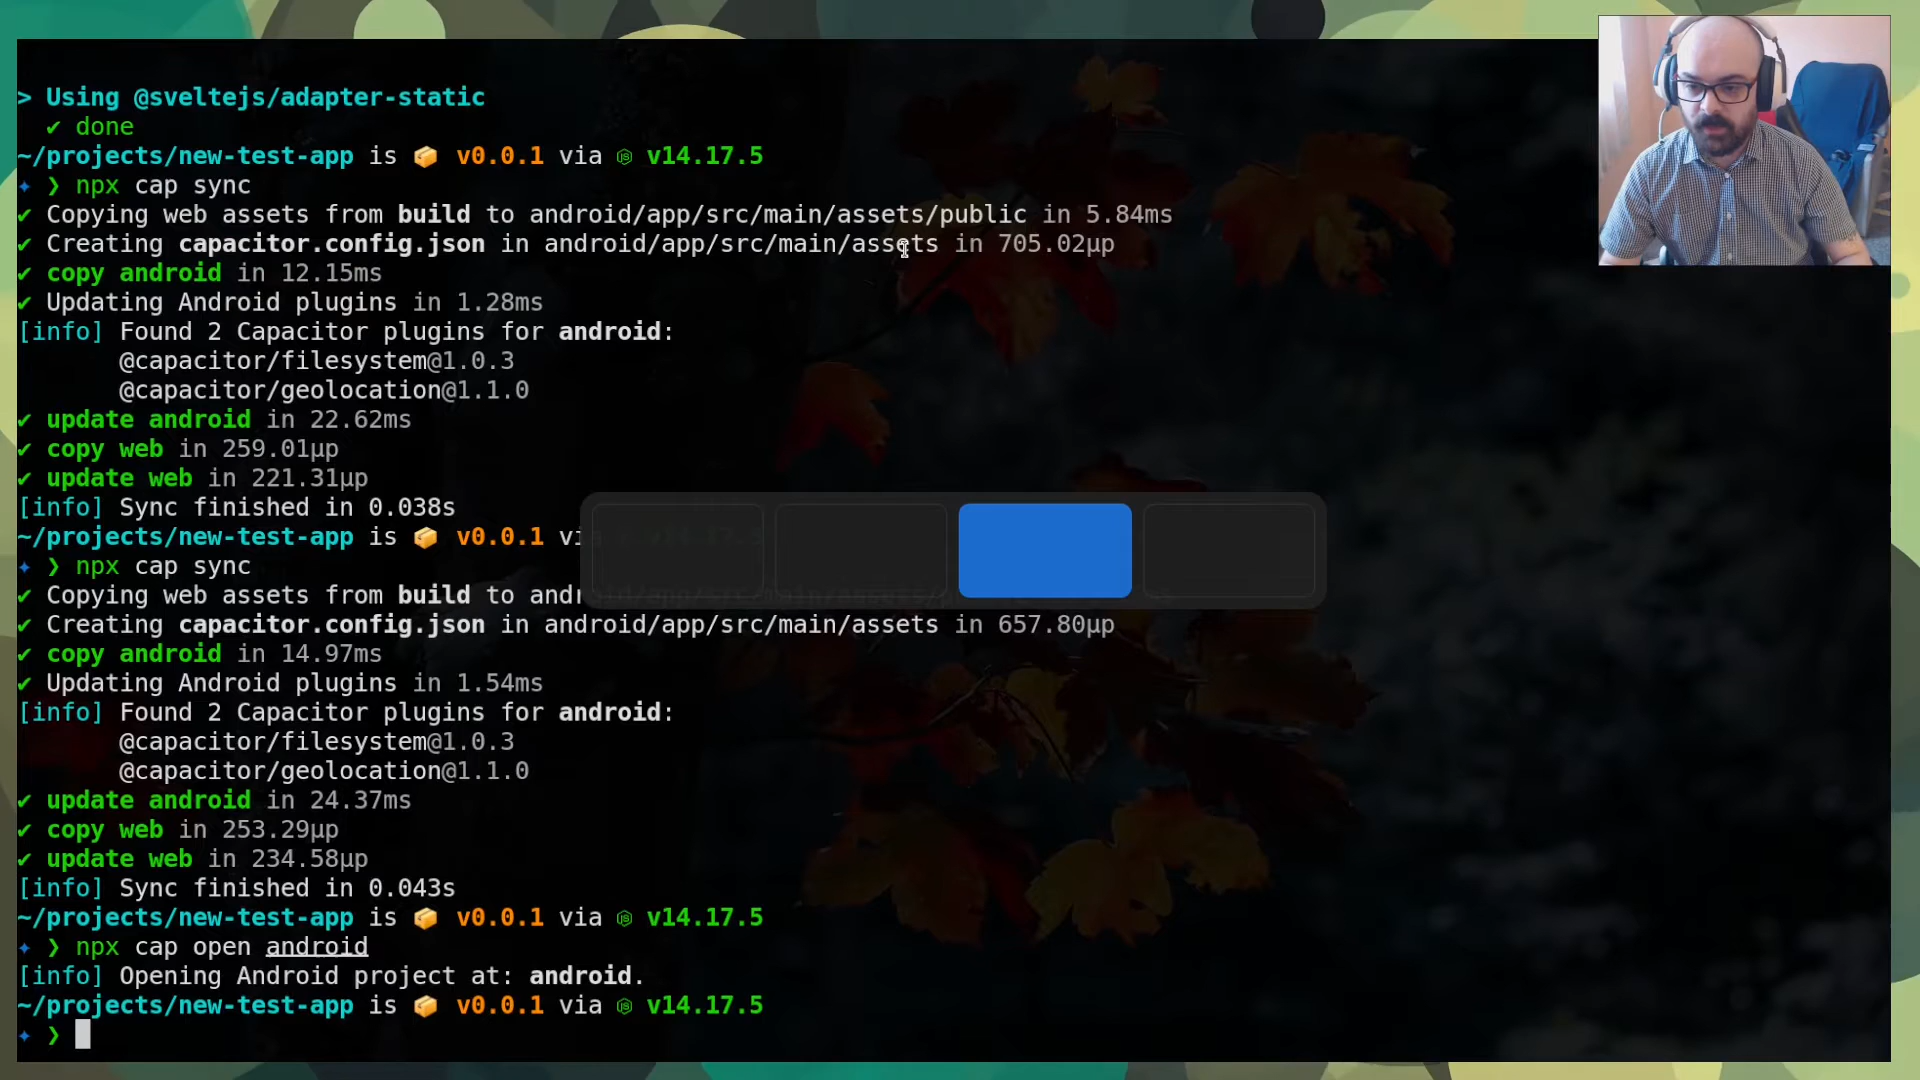 > Using @sveltejs/adapter-static
✔ done
~/projects/new-test-app is 📦 v0.0.1 via v14.17.5
❯ npx cap sync
✔ Copying web assets from build to android/app/src/main/assets/public in 5.84ms
✔ Creating capacitor.config.json in android/app/src/main/assets in 705.02μp
✔ copy android in 12.15ms
✔ Updating Android plugins in 1.28ms
[info] Found 2 Capacitor plugins for android:
@capacitor/filesystem@1.0.3
@capacitor/geolocation@1.1.0
✔ update android in 22.62ms
✔ copy web in 259.01μp
✔ update web in 221.31μp
[info] Sync finished in 0.038s
~/projects/new-test-app is 📦 v0.0.1 via
❯ npx cap sync
✔ Copying web assets from build to android/app/src/main/assets
✔ Creating capacitor.config.json in android/app/src/main/assets in 657.80μp
✔ copy android in 14.97ms
✔ Updating Android plugins in 1.54ms
[info] Found 2 Capacitor plugins for android:
@capacitor/filesystem@1.0.3
@capacitor/geolocation@1.1.0
✔ update android in 24.37ms
✔ copy web in 253.29μp
✔ update web in 234.58μp
[info] Sync finished in 0.043s
~/projects/new-test-app is 📦 v0.0.1 via v14.17.5
❯ npx cap open android
[info] Opening Android project at: android.
~/projects/new-test-app is 📦 v0.0.1 via v14.17.5
❯